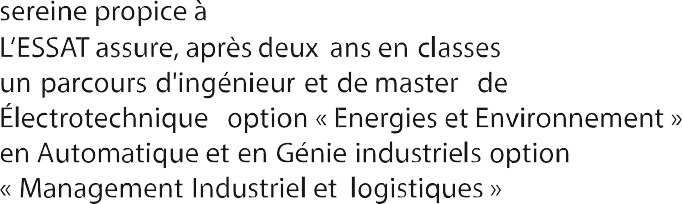 sereine propice à
L'ESSAT assure, après deux ans en classes
un parcours d'ingénieur et de master de
Électrotechnique option « Energies et Environnement »
en Automatique et en Génie industriels option
« Management Industriel et logistiques »